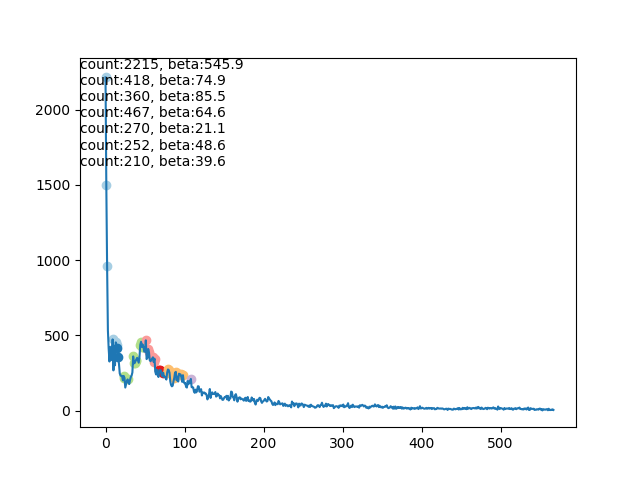 count:2215, beta:545.9
count:418, beta:74.9
count:360, beta:85.5
count:467, beta:64.6
count:270, beta:21.1
count:252, beta:48.6
count:210, beta:39.6
2000
1500
1000
500
0
0 100 200 300 400 500